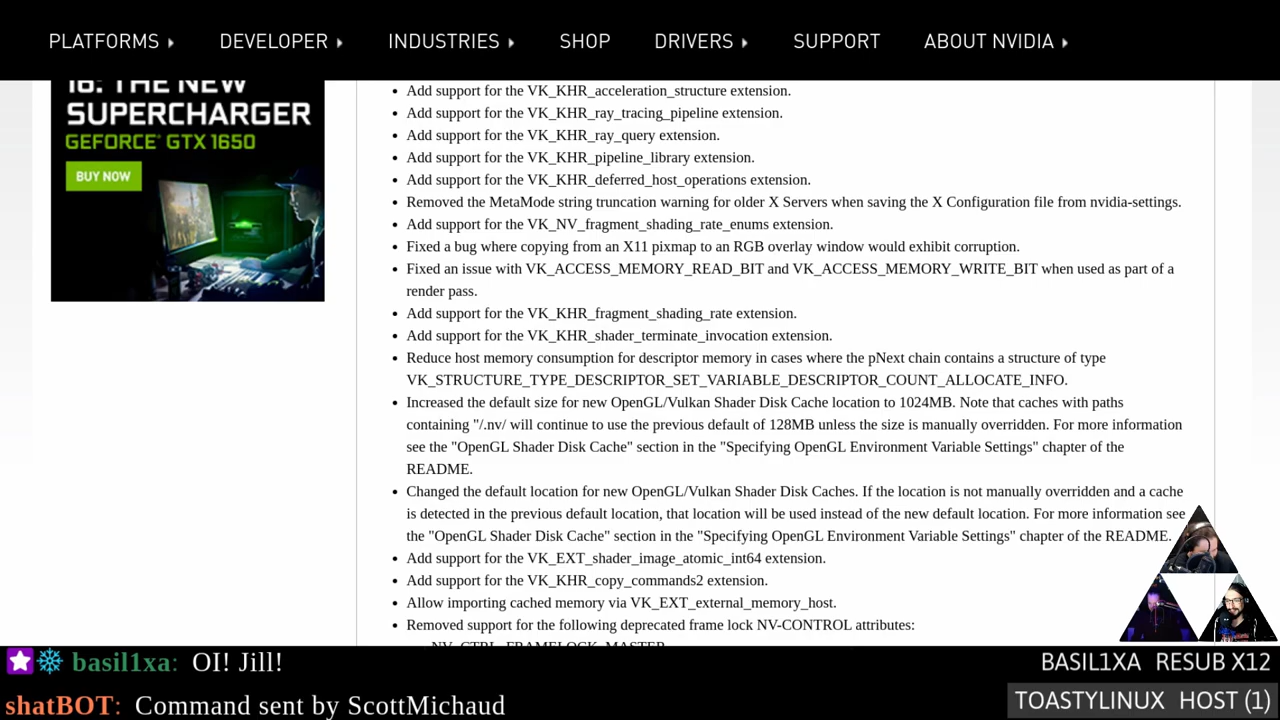 PLATFORMS DEVELOPER INDUSTRIES SHOP DRIVERS SUPPORT ABOUT NVIDIA
16: THE NEW
SUPERCHARGER
GEFORCE® GTX 1650
BUY NOW
• Add support for the VK_KHR_acceleration_structure extension.
• Add support for the VK_KHR_ray_tracing_pipeline extension.
• Add support for the VK_KHR_ray_query extension.
• Add support for the VK_KHR_pipeline_library extension.
• Add support for the VK_KHR_deferred_host_operations extension.
• Removed the MetaMode string truncation warning for older X Servers when saving the X Configuration file from nvidia-settings.
• Add support for the VK_NV_fragment_shading_rate_enums extension.
• Fixed a bug where copying from an X11 pixmap to an RGB overlay window would exhibit corruption.
• Fixed an issue with VK_ACCESS_MEMORY_READ_BIT and VK_ACCESS_MEMORY_WRITE_BIT when used as part of a
render pass.
• Add support for the VK_KHR_fragment_shading_rate extension.
• Add support for the VK_KHR_shader_terminate_invocation extension.
• Reduce host memory consumption for descriptor memory in cases where the pNext chain contains a structure of type
VK_STRUCTURE_TYPE_DESCRIPTOR_SET_VARIABLE_DESCRIPTOR_COUNT_ALLOCATE_INFO.
• Increased the default size for new OpenGL/Vulkan Shader Disk Cache location to 1024MB. Note that caches with paths
containing "/.nv/ will continue to use the previous default of 128MB unless the size is manually overridden. For more information
see the "OpenGL Shader Disk Cache" section in the "Specifying OpenGL Environment Variable Settings" chapter of the
README.
• Changed the default location for new OpenGL/Vulkan Shader Disk Caches. If the location is not manually overridden and a cache
is detected in the previous default location, that location will be used instead of the new default location. For more information see
the "OpenGL Shader Disk Cache" section in the "Specifying OpenGL Environment Variable Settings" chapter of the README.
• Add support for the VK_EXT_shader_image_atomic_int64 extension.
• Add support for the VK_KHR_copy_commands2 extension.
• Allow importing cached memory via VK_EXT_external_memory_host.
• Removed support for the following deprecated frame lock NV-CONTROL attributes:
NV_CTRL_FRAMELOCK_MASTER
basil1xa: OI! Jill!
BASIL1XA RESUB X12
shatBOT: Command sent by ScottMichaud
TOASTYLINUX HOST (1)